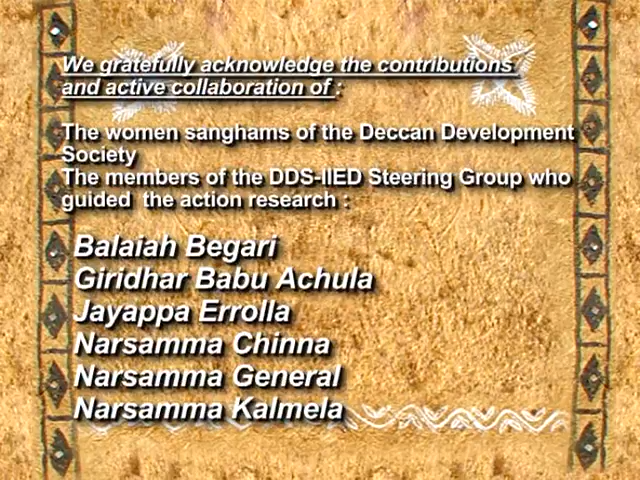 We gratefully acknowledge the contributions
and active collaboration of :
The women sanghams of the Deccan Development
Society
The members of the DDS-IIED Steering Group who
guided the action research :
Balaiah Begari
Giridhar Babu Achula
Jayappa Errolla
Narsamma Chinna
Narsamma General
Narsamma Kalmela